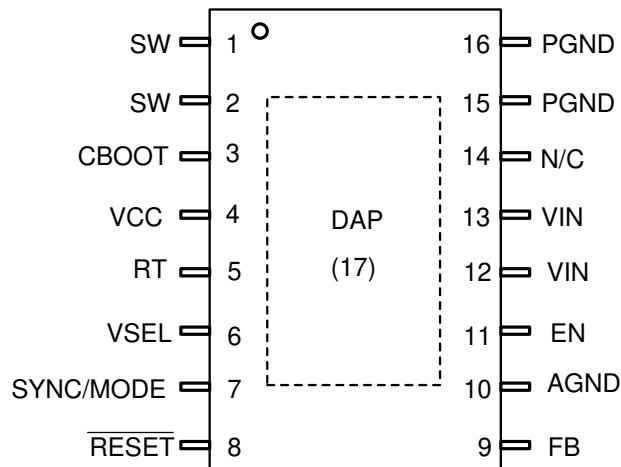 SW 1 16 PGND
SW 2 15 PGND
CBOOT 3 14 N/C
VCC 4 13 VIN
DAP
RT 5 (17) 12 VIN
VSEL 6 11 EN
SYNC/MODE 7 10 AGND
RESET 8 9 FB